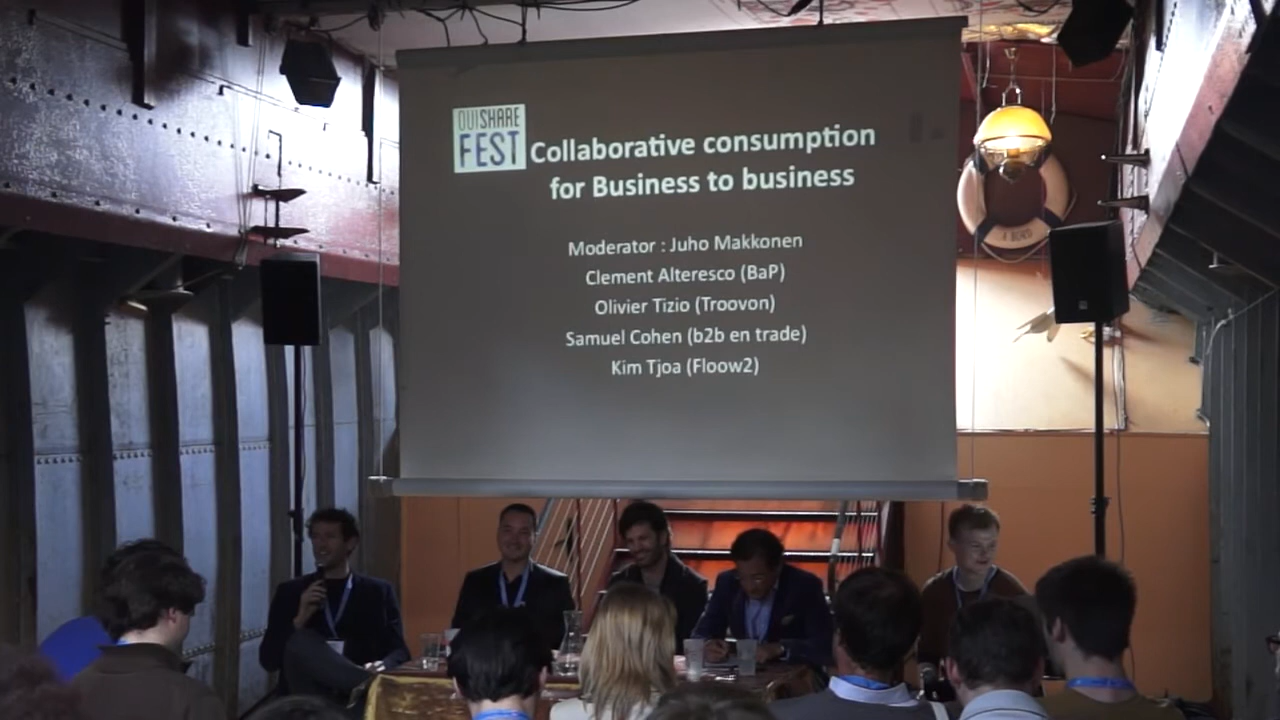 OUISHARE
FEST
Collaborative consumption
for Business to business
Moderator : Juho Makkonen
Clement Alteresco (BaP)
Olivier Tizio (Troovon)
Samuel Cohen (b2b en trade)
Kim Tjoa (Floow2)